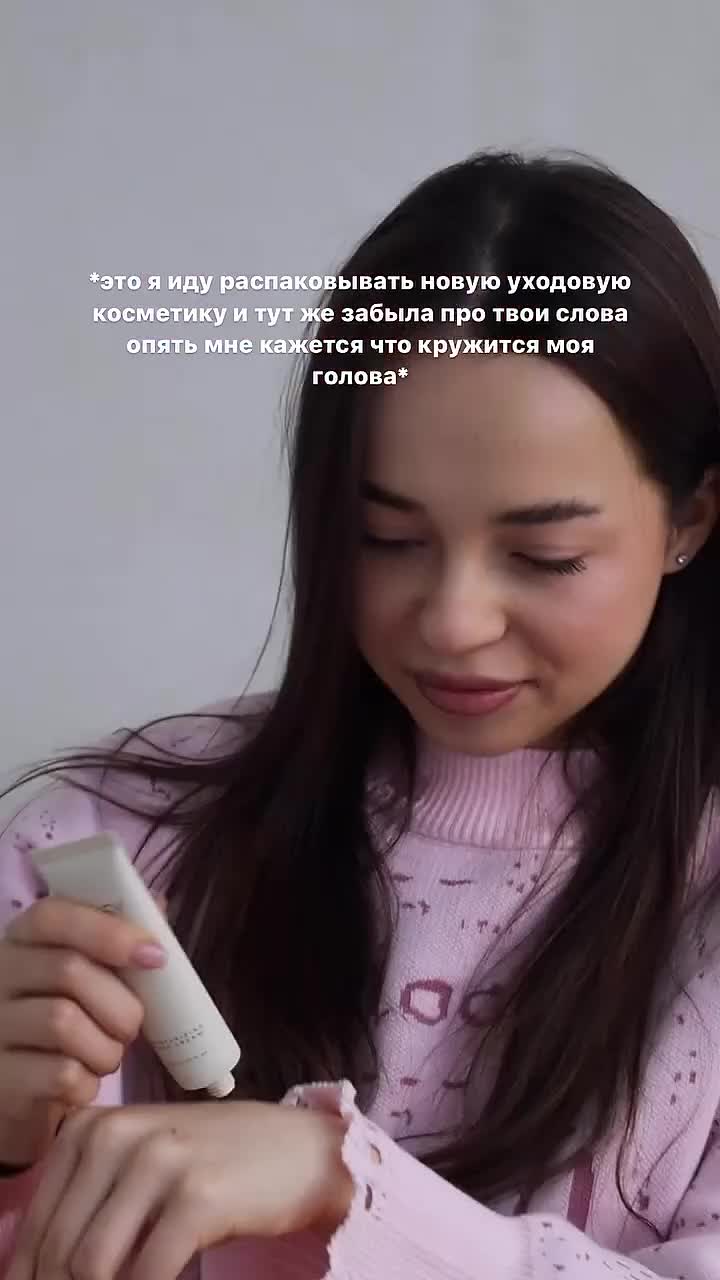 *это я иду распаковывать новую уходовую
косметику и тут же забыла про твои слова
опять мне кажется что кружится моя
голова*